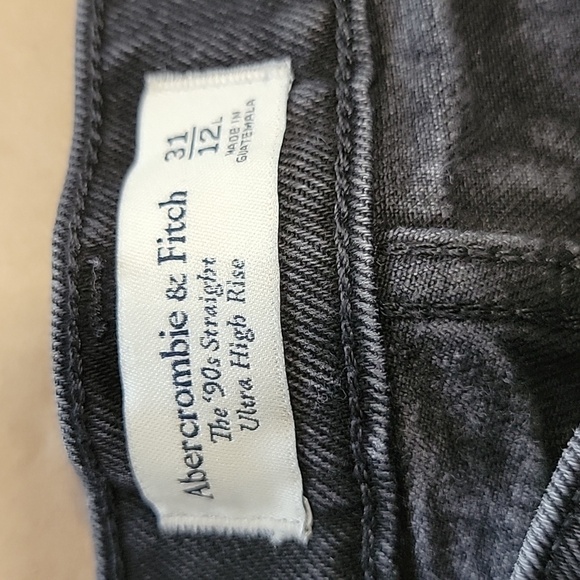 Abercrombie & Fitch
The '90s Straight
Ultra High Rise
31
12L
MADE IN
GUATEMALA